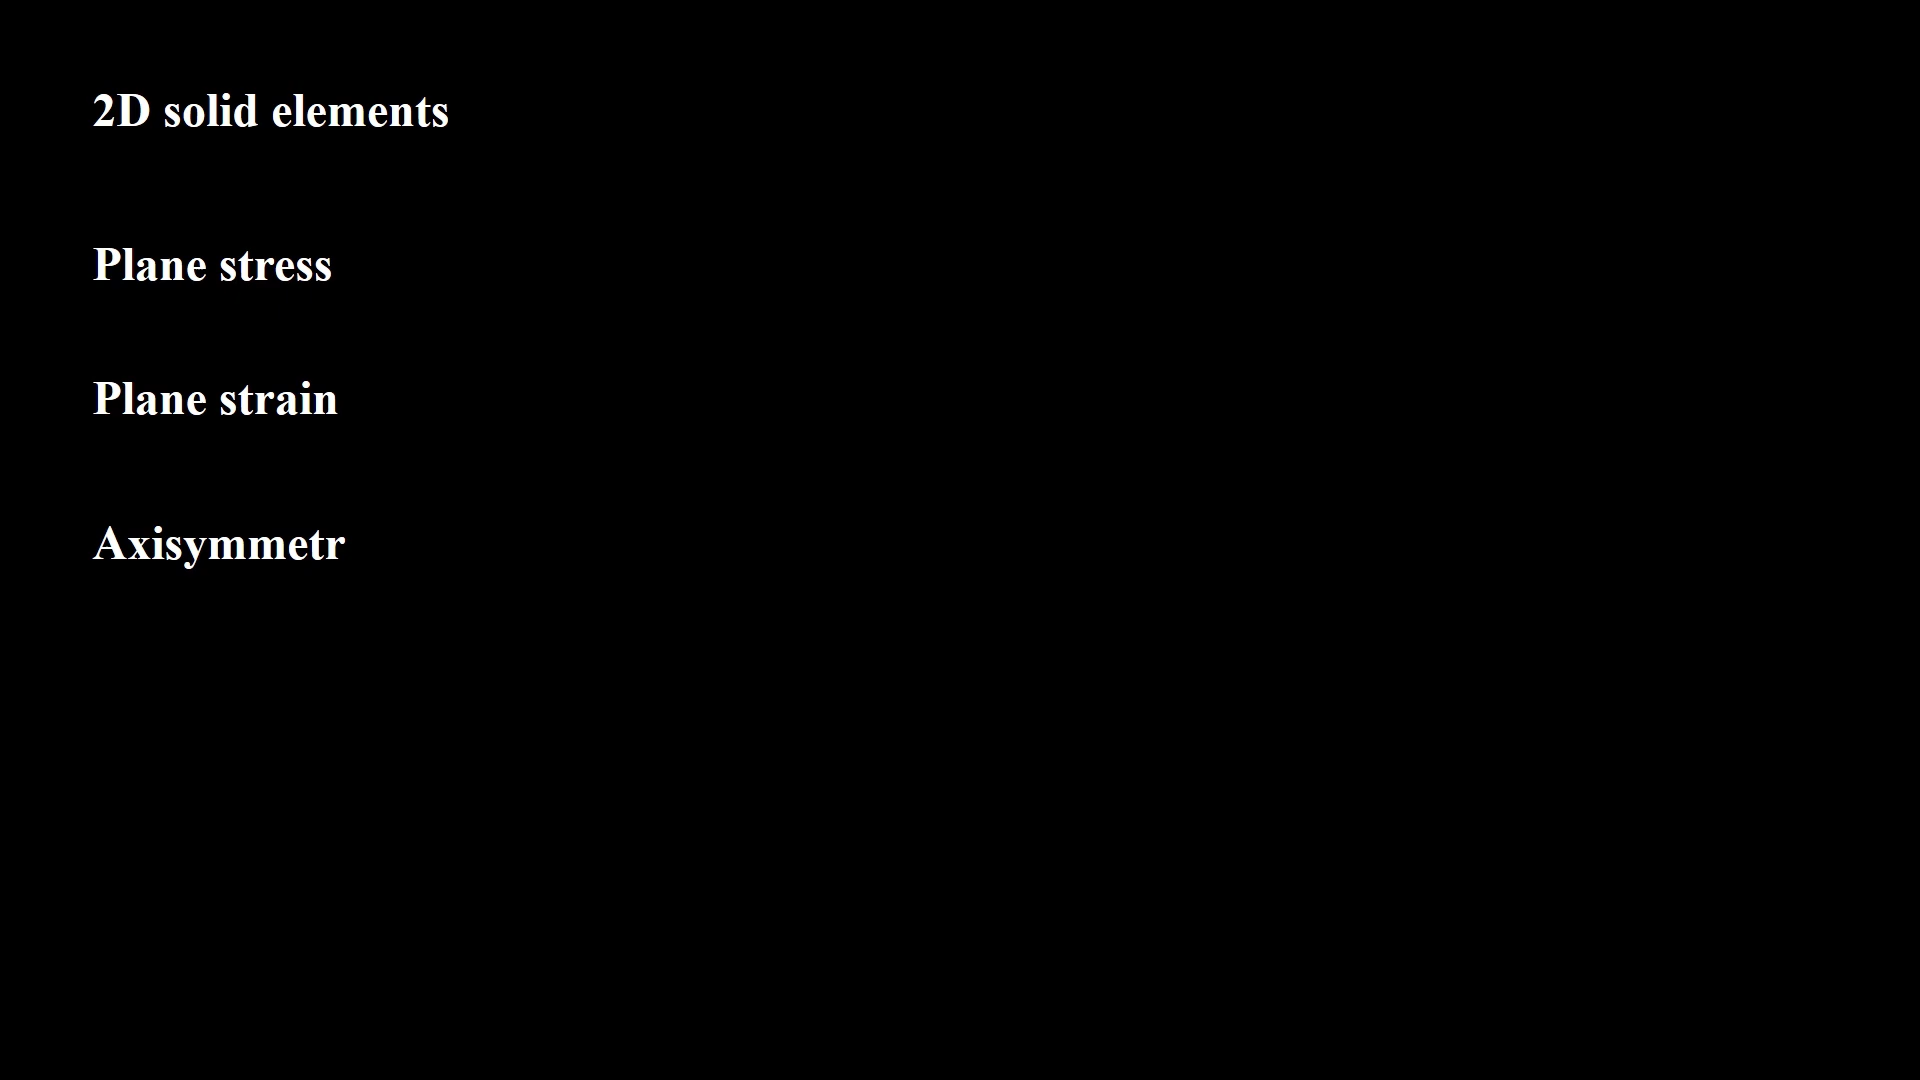 2D solid elements
Plane stress
Plane strain
Axisymmetr